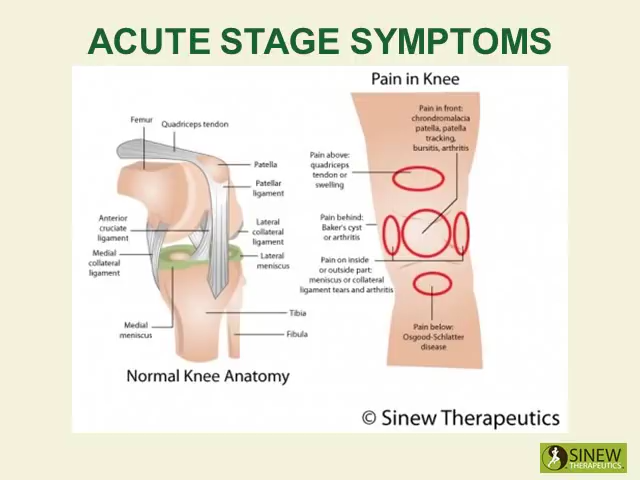 ACUTE STAGE SYMPTOMS
Pain in Knee
Femur
Quadriceps tendon
Patella
Patellar
ligament
Anterior
cruciate
ligament
Lateral
collateral
ligament
Medial
collateral
ligament
Lateral
meniscus
Tibia
Medial
meniscus
Fibula
Normal Knee Anatomy
Pain in front:
chrondromalacia
patella, patella
tracking,
bursitis, arthritis
Pain above:
quadriceps
tendon or
swelling
Pain behind:
Baker's cyst
or arthritis
Pain on inside
or outside part:
meniscus or collateral
ligament tears and arthritis
Pain below:
Osgood-Schlatter
disease
© Sinew Therapeutics
SINEW
THERAPEUTICS